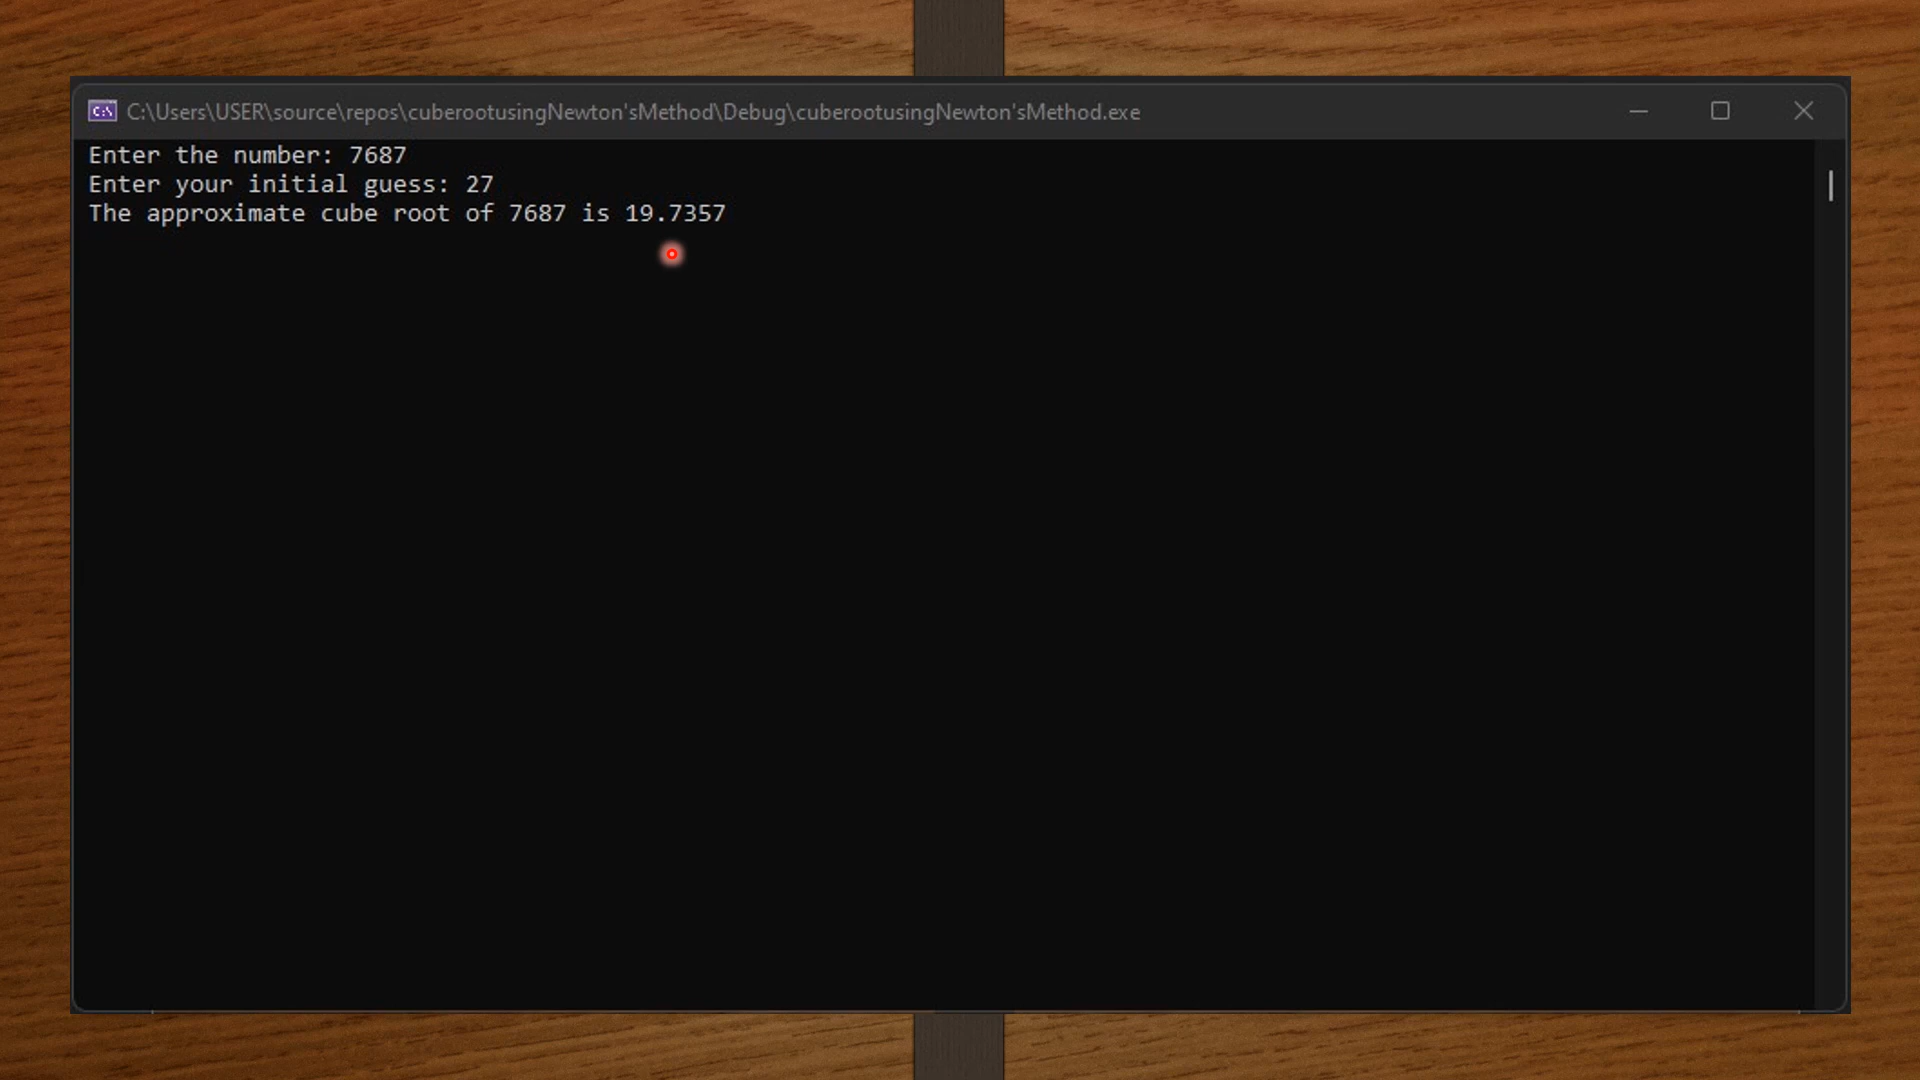 C:\Users\USER\source\repos\cuberootusingNewton'sMethod\Debug\cuberootusingNewton'sMethod.exe
Enter the number: 7687
Enter your initial guess: 27
The approximate cube root of 7687 is 19.7357